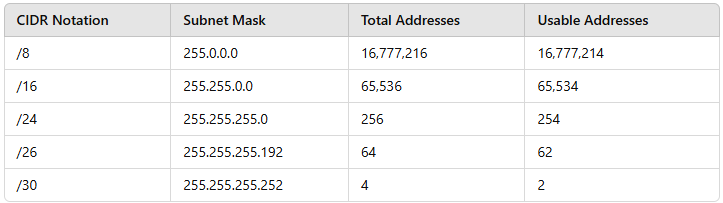 CIDR Notation Subnet Mask Total Addresses Usable Addresses
/8 255.0.0.0 16,777,216 16,777,214
/16 255.255.0.0 65,536 65,534
/24 255.255.255.0 256 254
/26 255.255.255.192 64 62
/30 255.255.255.252 4 2